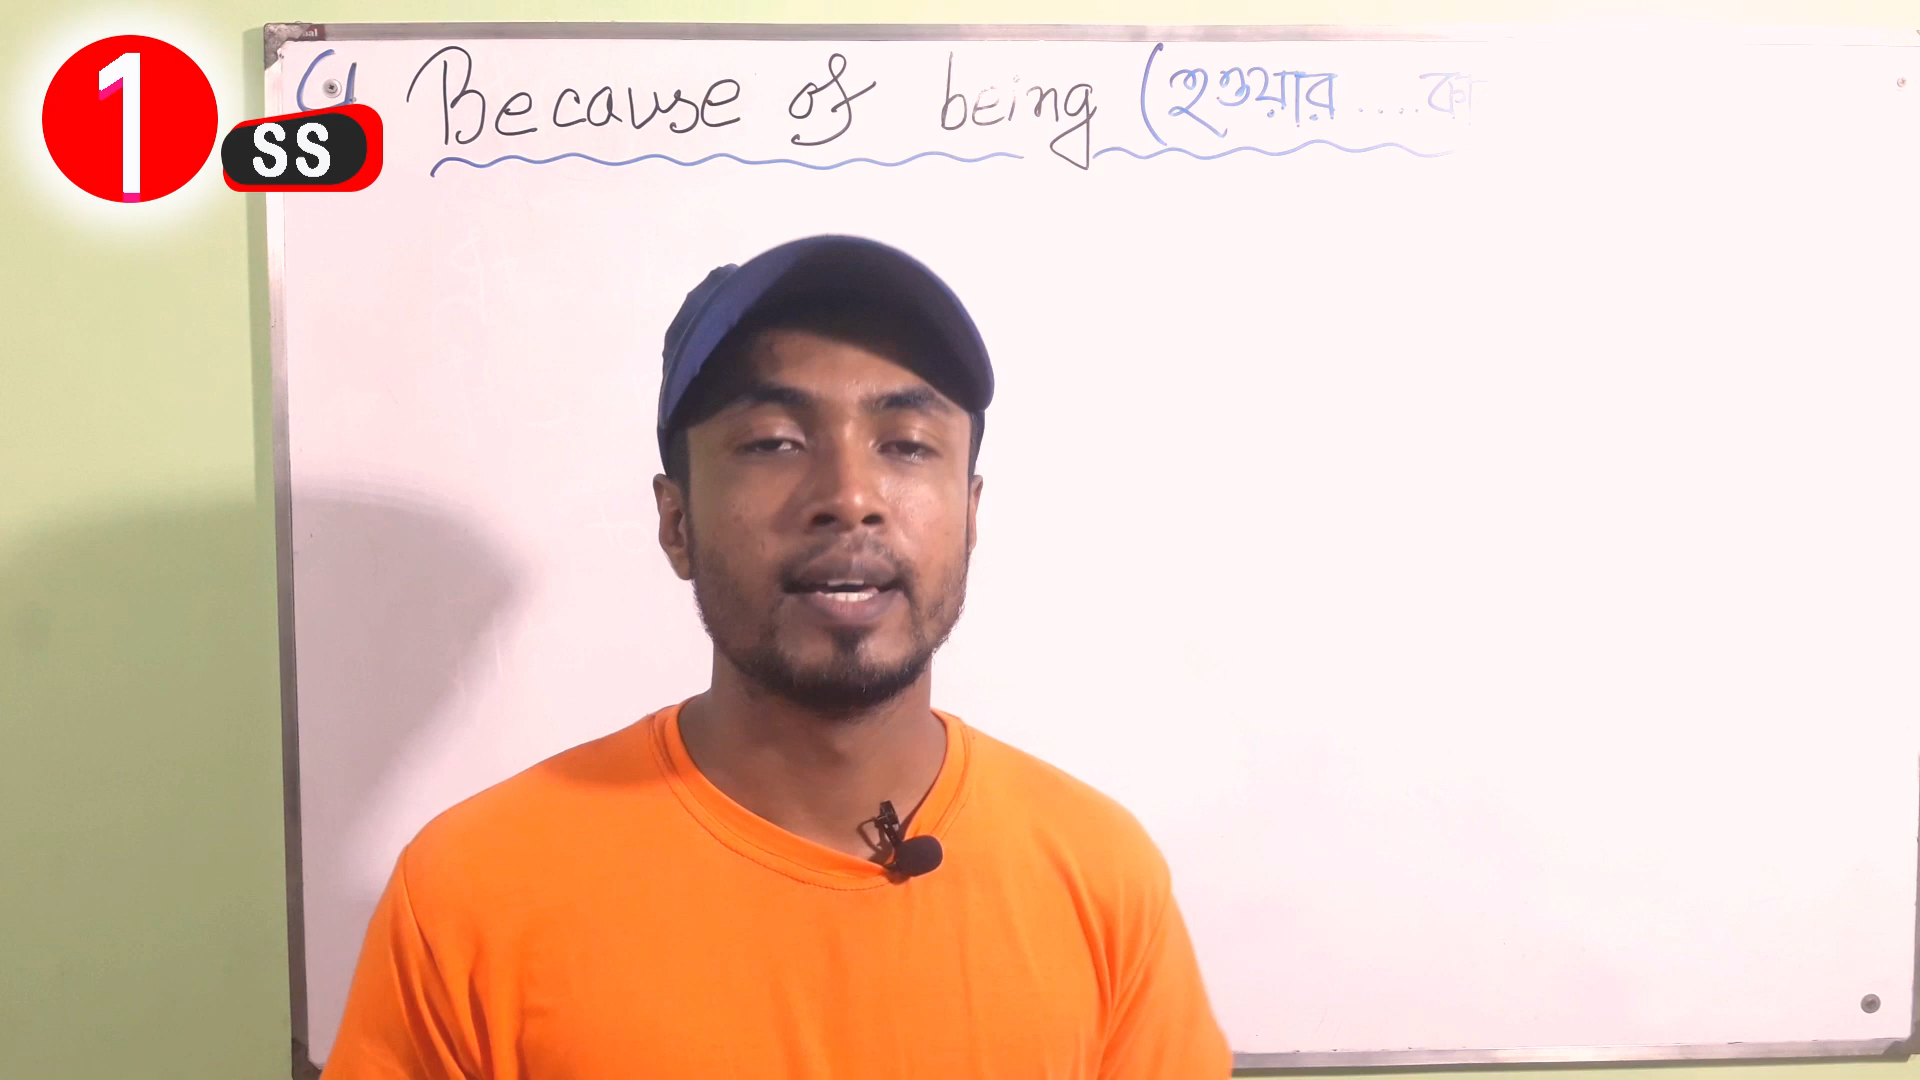 1
SS
Because of being (হওয়ার .... কা